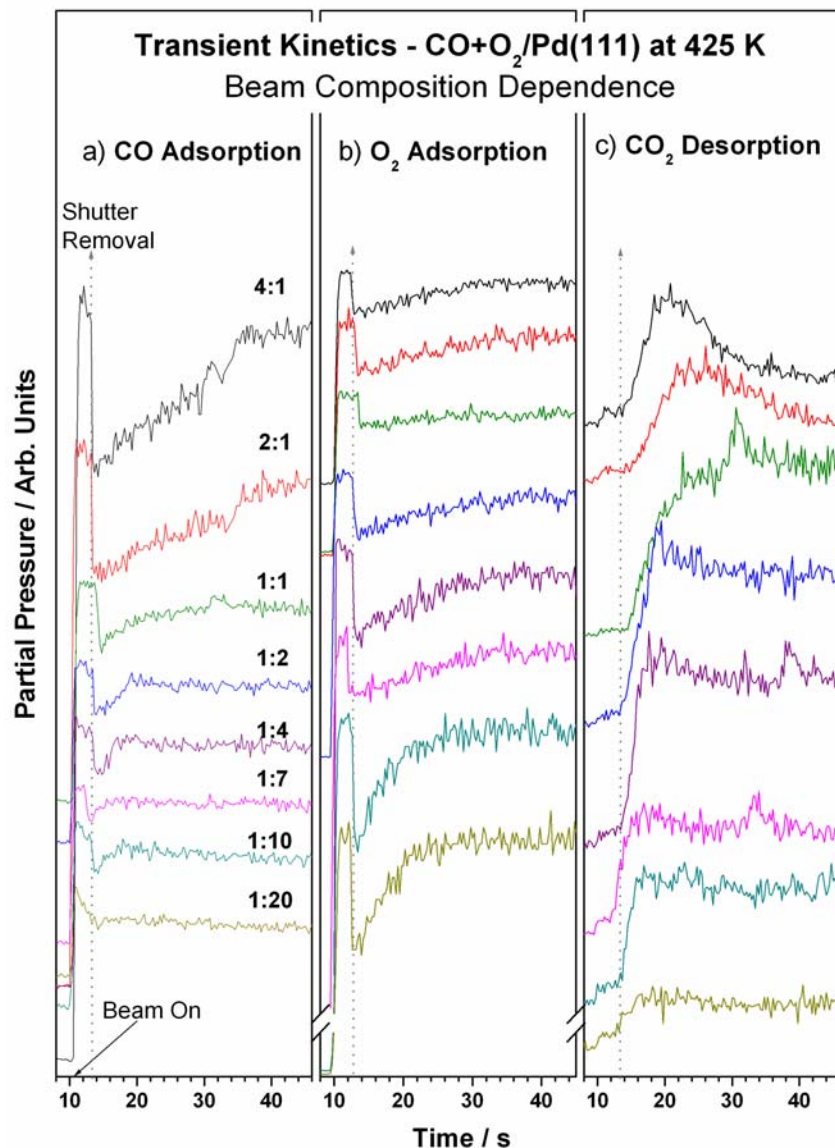 Transient Kinetics - CO+O₂/Pd(111) at 425 K
Beam Composition Dependence
a) CO Adsorption
b) O₂ Adsorption
c) CO₂ Desorption
Shutter
Removal
4:1
2:1
1:1
1:2
1:4
1:7
1:10
1:20
Beam On
Partial Pressure / Arb. Units
10 20 30 40
10 20 30 40
10 20 30 40
Time / s